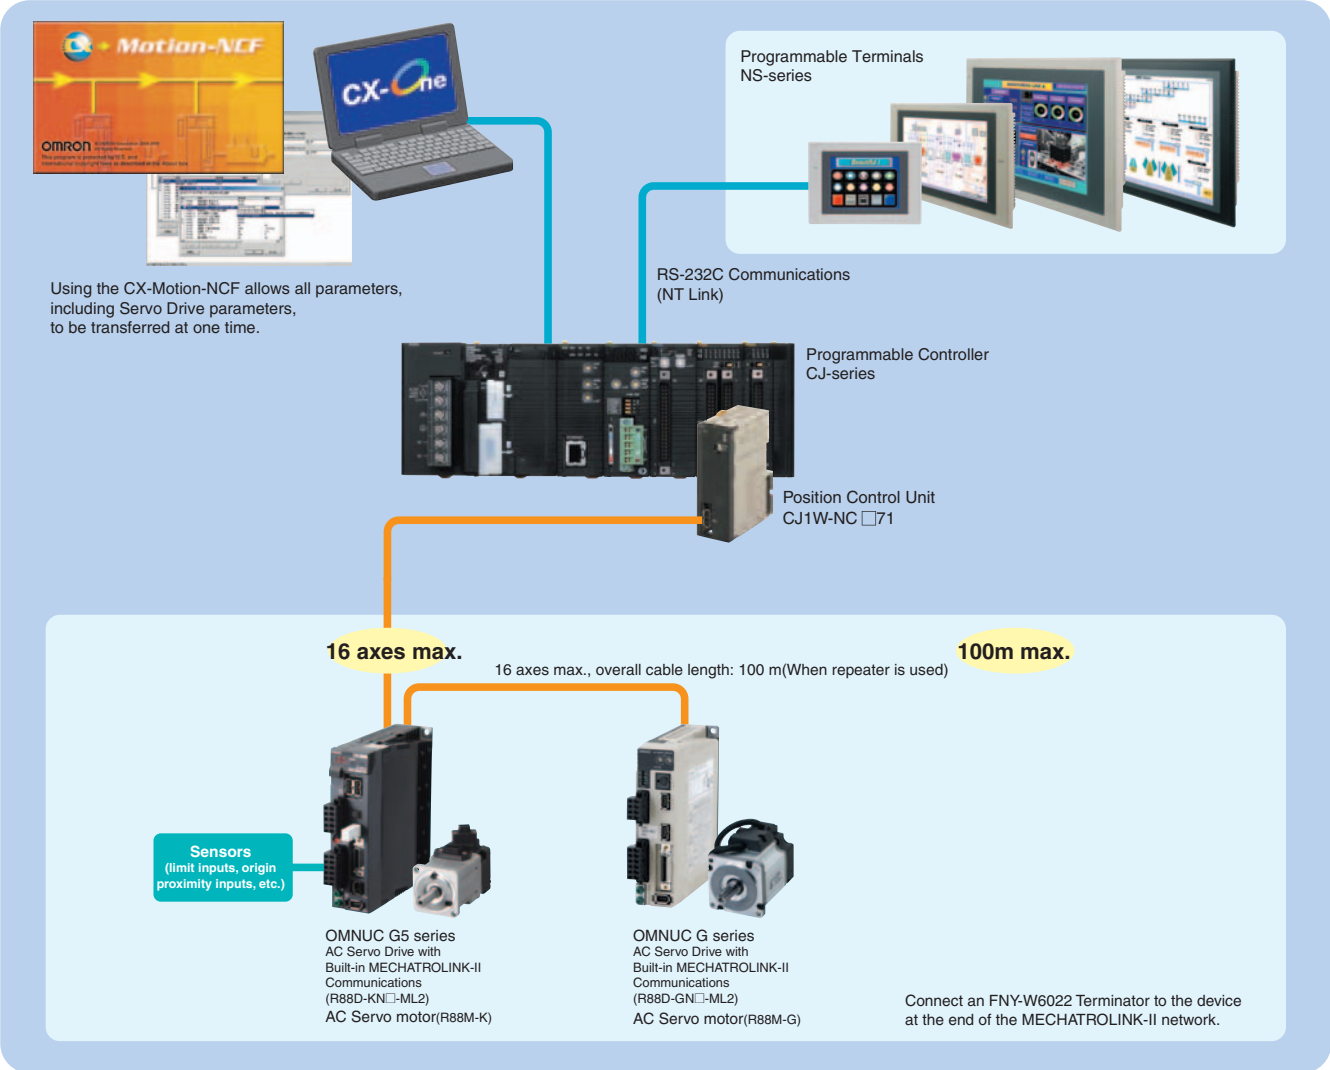 Motion-NCF
OMRON
CX-One
Using the CX-Motion-NCF allows all parameters,
including Servo Drive parameters,
to be transferred at one time.
Programmable Terminals
NS-series
Beautiful !
RS-232C Communications
(NT Link)
Programmable Controller
CJ-series
Position Control Unit
CJ1W-NC □71
16 axes max.
16 axes max., overall cable length: 100 m(When repeater is used)
100m max.
Sensors
(limit inputs, origin
proximity inputs, etc.)
OMNUC G5 series
AC Servo Drive with
Built-in MECHATROLINK-II
Communications
(R88D-KN□-ML2)
AC Servo motor(R88M-K)
OMNUC G series
AC Servo Drive with
Built-in MECHATROLINK-II
Communications
(R88D-GN□-ML2)
AC Servo motor(R88M-G)
Connect an FNY-W6022 Terminator to the device
at the end of the MECHATROLINK-II network.